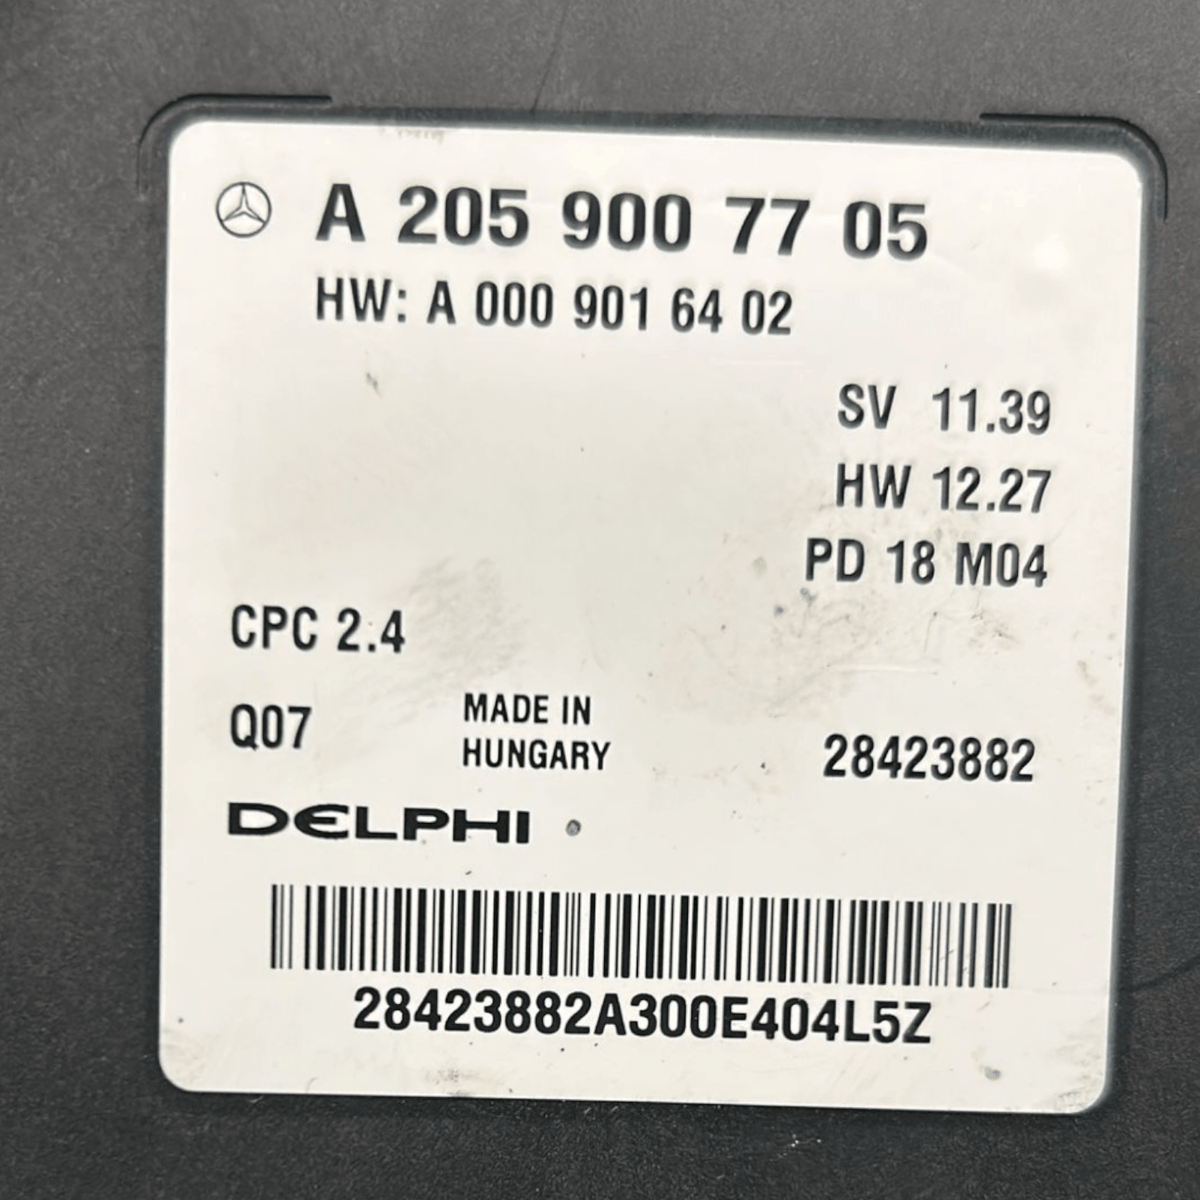 A 205 900 77 05
HW: A 000 901 64 02
SV 11.39
HW 12.27
PD 18 M04
CPC 2.4
Q07
MADE IN
HUNGARY
28423882
DELPHI
28423882A300E404L5Z